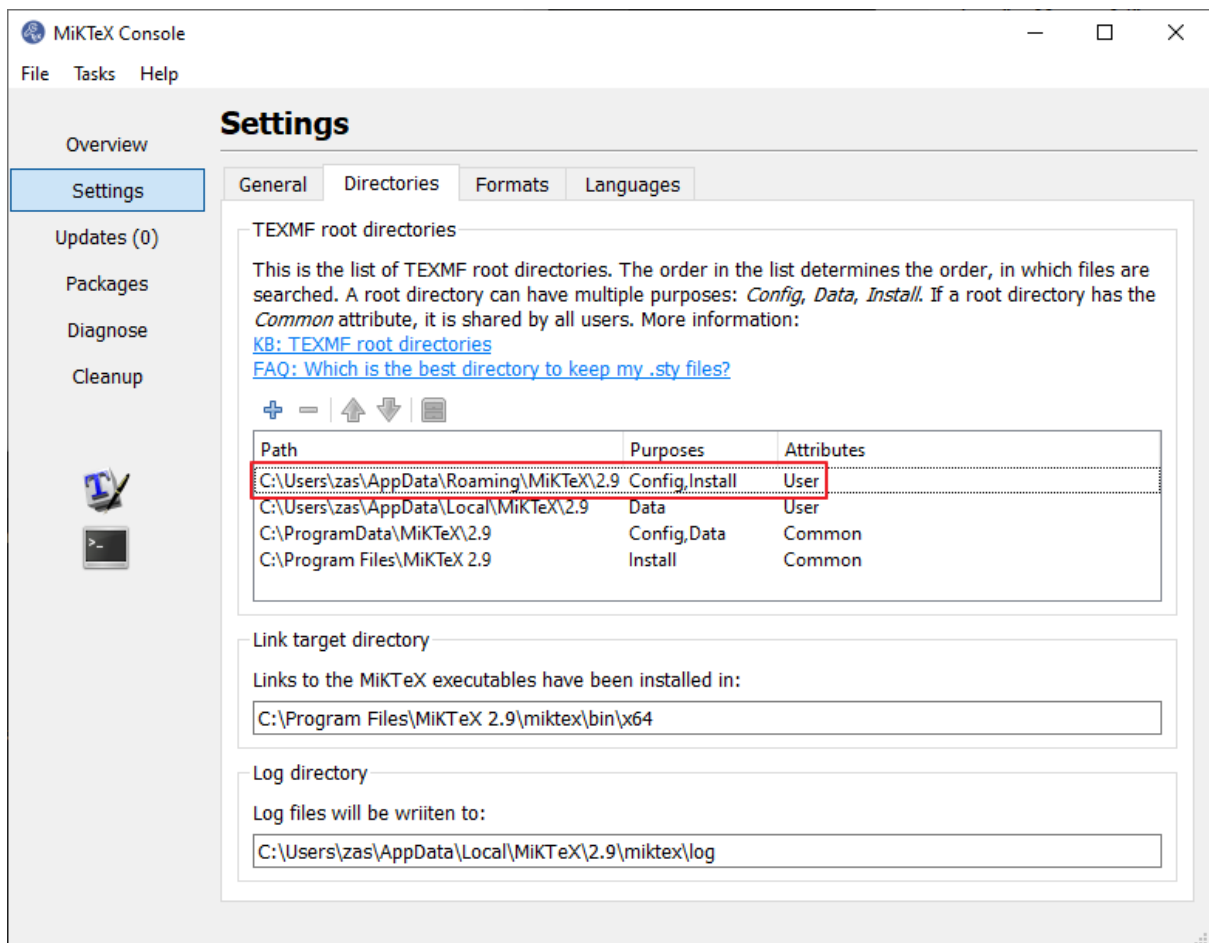 MiKTeX Console
File Tasks Help
Overview
Settings
Updates (0)
Packages
Diagnose
Cleanup
Settings
General Directories Formats Languages
TEXMF root directories
This is the list of TEXMF root directories. The order in the list determines the order, in which files are
searched. A root directory can have multiple purposes: Config, Data, Install. If a root directory has the
Common attribute, it is shared by all users. More information:
KB: TEXMF root directories
FAQ: Which is the best directory to keep my .sty files?
Path Purposes Attributes
C:\Users\zas\AppData\Roaming\MiKTeX\2.9 Config,Install User
C:\Users\zas\AppData\Local\MiKTeX\2.9 Data User
C:\ProgramData\MiKTeX\2.9 Config,Data Common
C:\Program Files\MiKTeX 2.9 Install Common
Link target directory
Links to the MiKTeX executables have been installed in:
C:\Program Files\MiKTeX 2.9\miktex\bin\x64
Log directory
Log files will be wriiten to:
C:\Users\zas\AppData\Local\MiKTeX\2.9\miktex\log